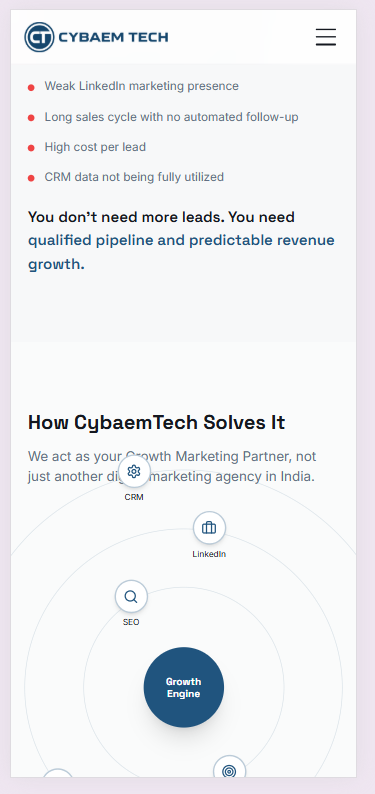 CT CYBAEM TECH
Weak LinkedIn marketing presence
Long sales cycle with no automated follow-up
High cost per lead
CRM data not being fully utilized
You don't need more leads. You need
qualified pipeline and predictable revenue
growth.
How CybaemTech Solves It
We act as your Growth Marketing Partner, not
just another marketing agency in India.
CRM
LinkedIn
SEO
Growth
Engine